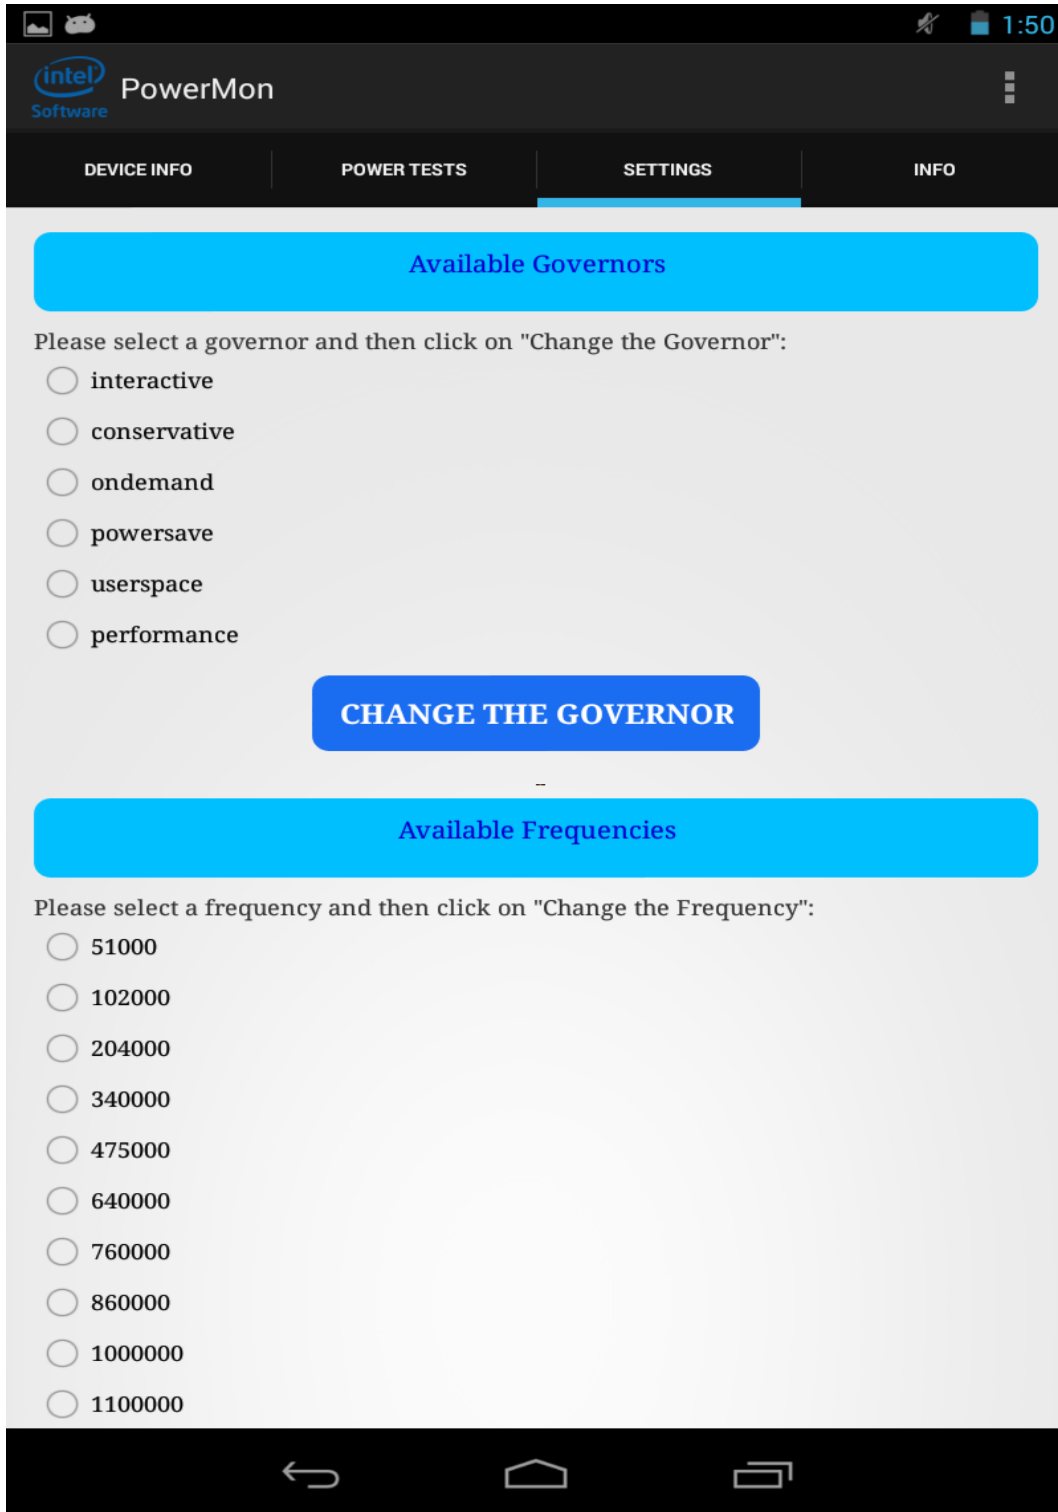 1:50
intel
Software
PowerMon
DEVICE INFO
POWER TESTS
SETTINGS
INFO
Available Governors
Please select a governor and then click on "Change the Governor":
interactive
conservative
ondemand
powersave
userspace
performance
CHANGE THE GOVERNOR
--
Available Frequencies
Please select a frequency and then click on "Change the Frequency":
51000
102000
204000
340000
475000
640000
760000
860000
1000000
1100000